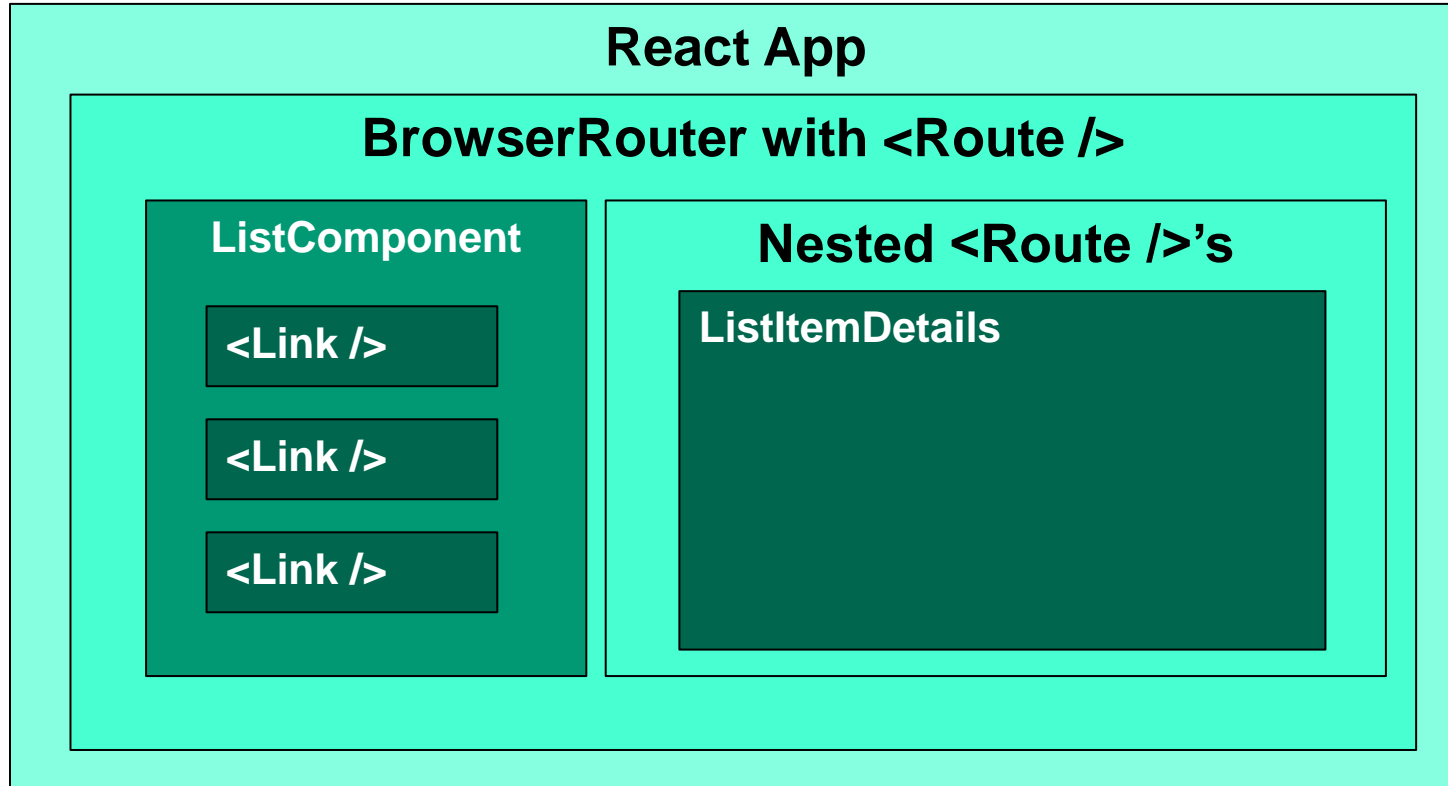 React App
BrowserRouter with <Route />
ListComponent
<Link />
<Link />
<Link />
Nested <Route />’s
ListItemDetails